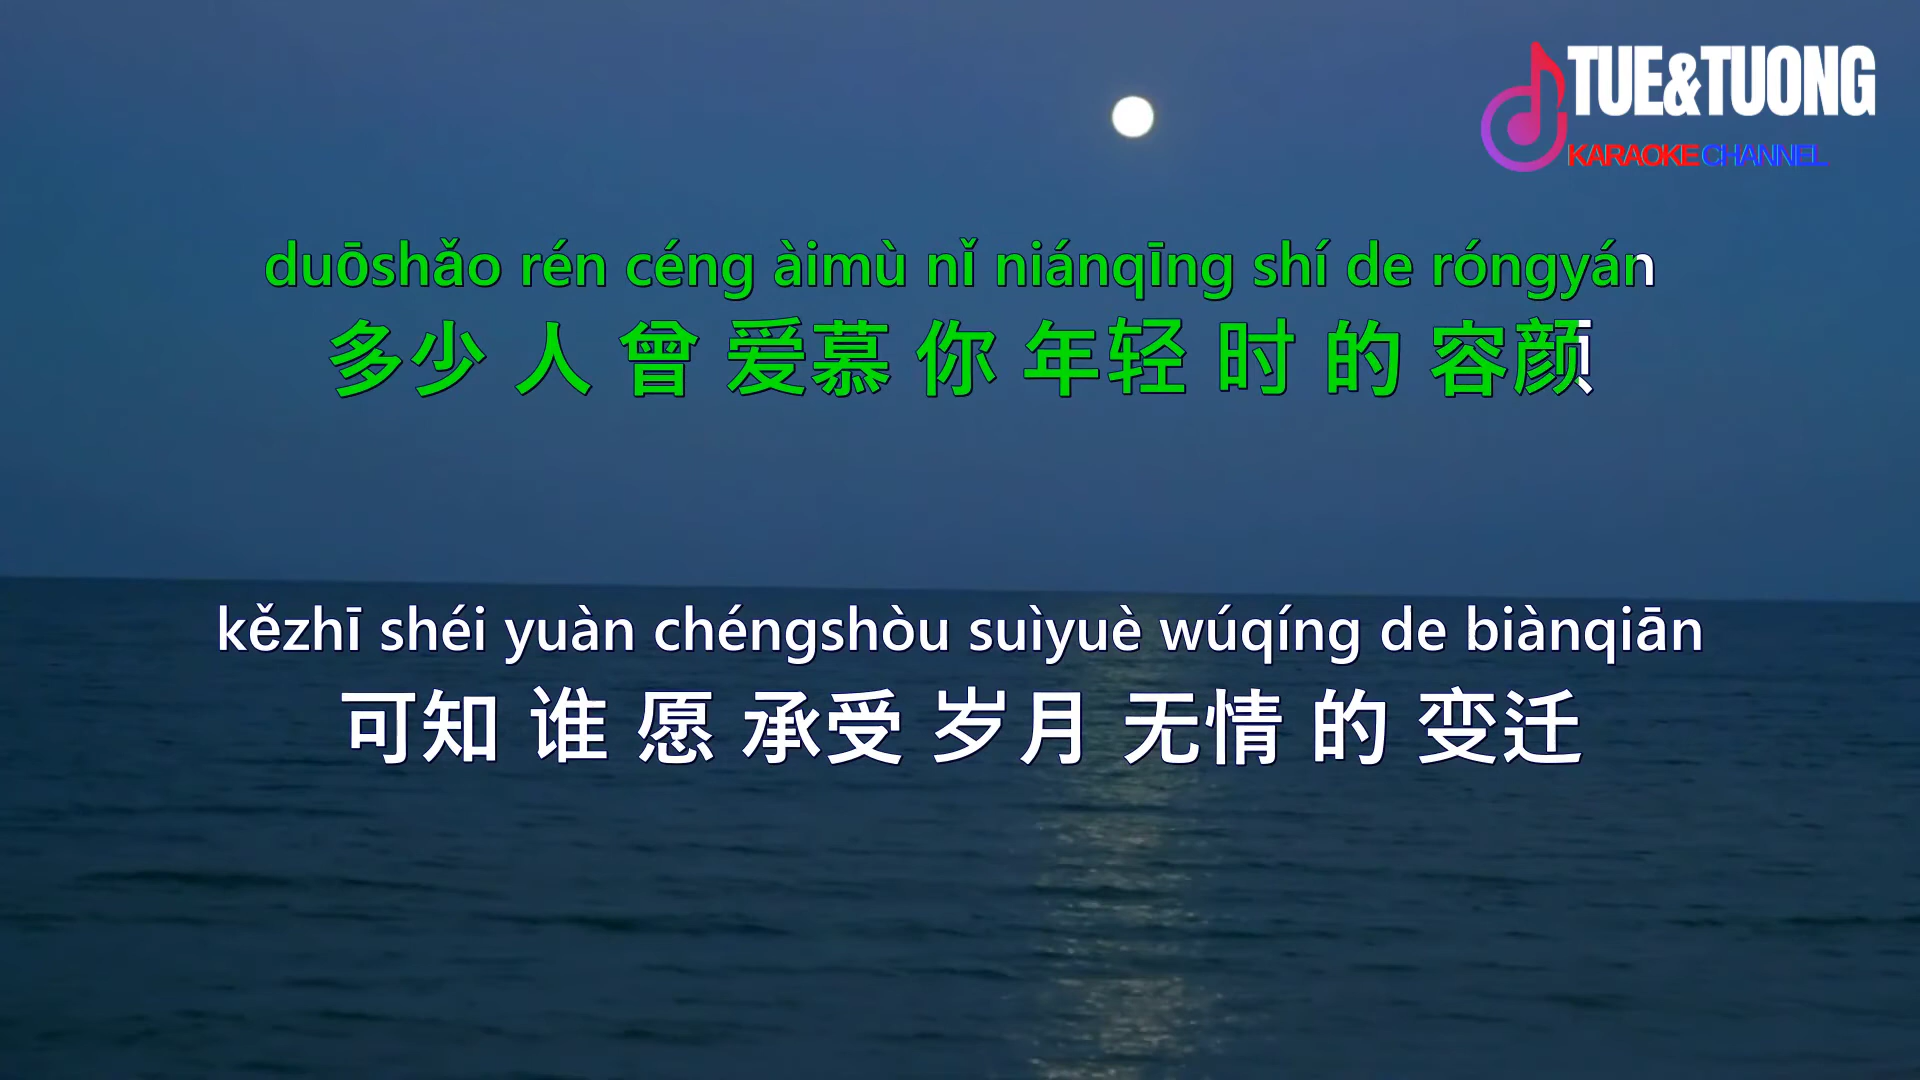 TUE&TUONG
KARAOKE CHANNEL
duōshǎo rén céng àimù nǐ niánqīng shí de róngyán
多少 人 曾 爱慕 你 年轻 时 的 容颜
kězhī shéi yuàn chéngshòu suìyuè wúqíng de biànqiān
可知 谁 愿 承受 岁月 无情 的 变迁